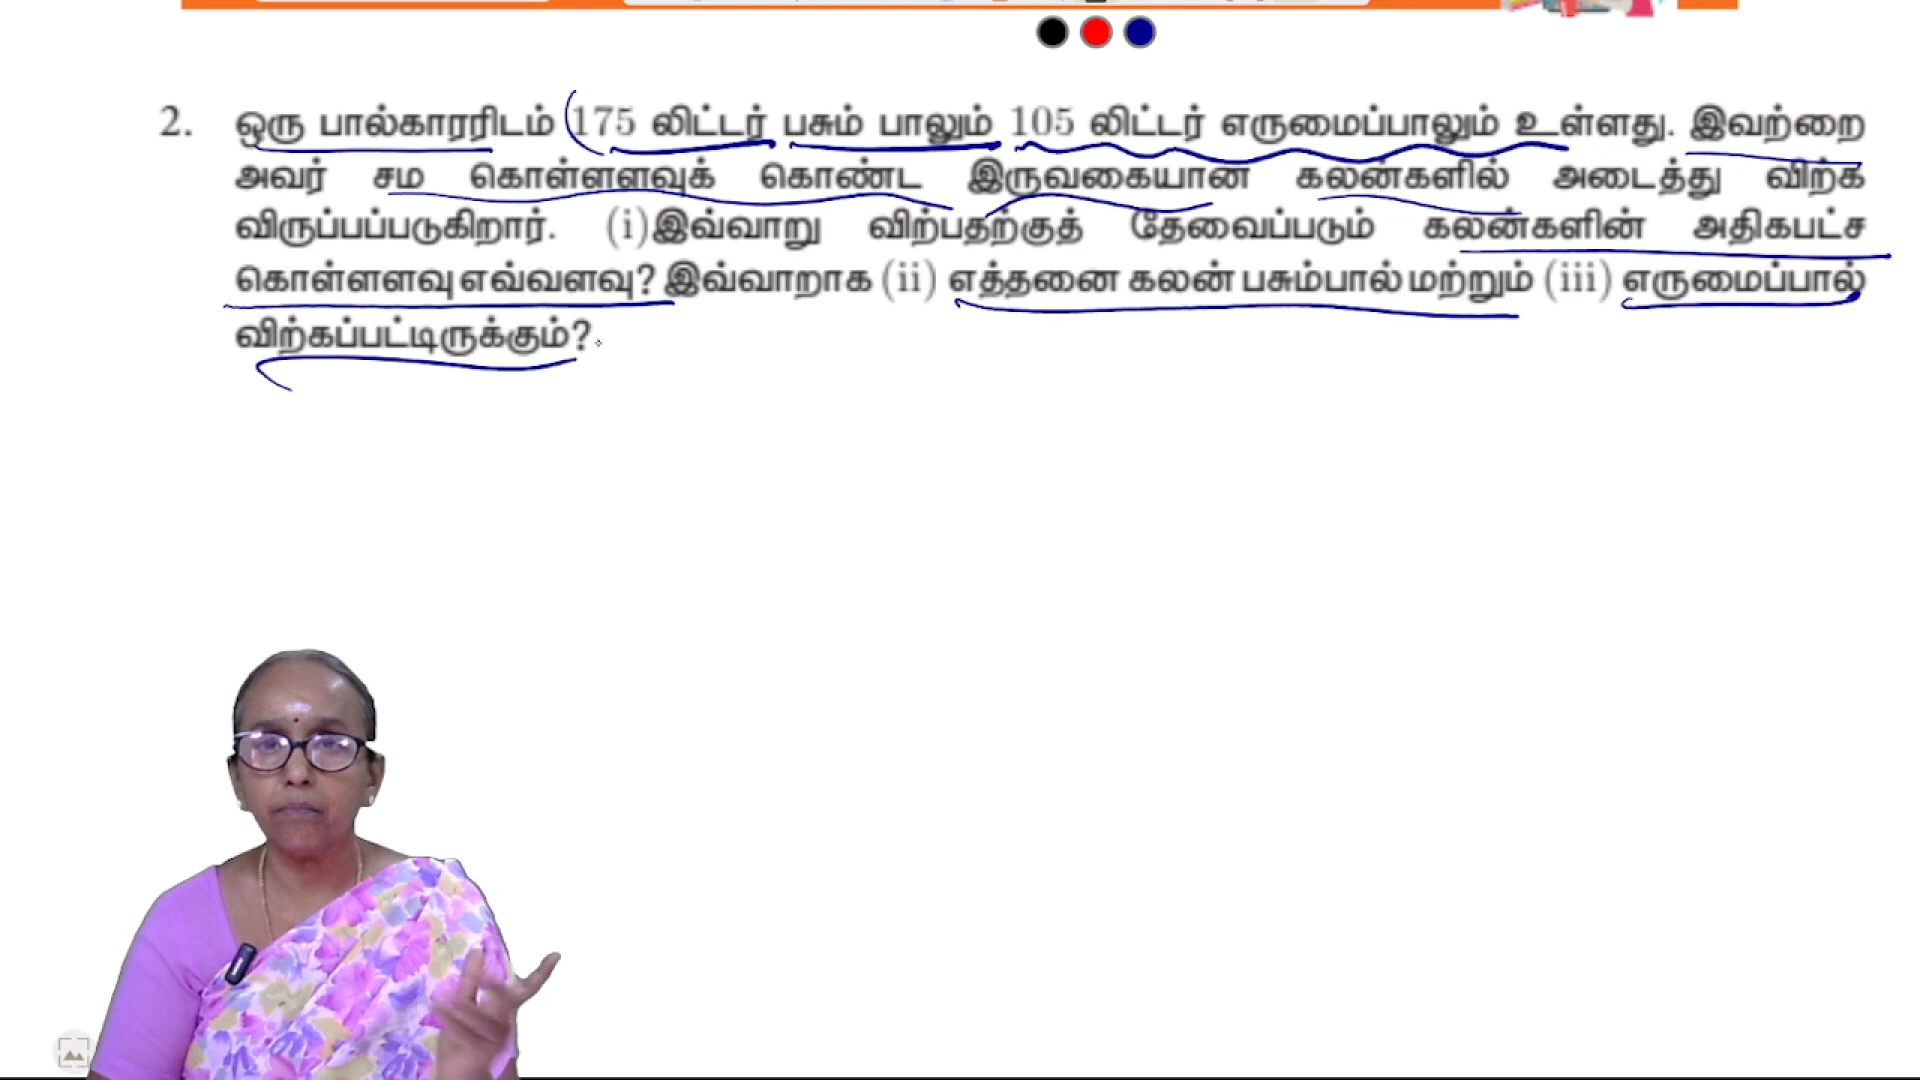 2. ஒரு பால்காரரிடம் 175 லிட்டர் பசும் பாலும் 105 லிட்டர் எருமைப்பாலும் உள்ளது. இவற்றை
அவர் சம கொள்ளளவுக் கொண்ட இருவகையான கலன்களில் அடைத்து விற்க
விருப்பப்படுகிறார். (i)இவ்வாறு விற்பதற்குத் தேவைப்படும் கலன்களின் அதிகபட்ச
கொள்ளளவு எவ்வளவு? இவ்வாறாக (ii) எத்தனை கலன் பசும்பால் மற்றும் (iii) எருமைப்பால்
விற்கப்பட்டிருக்கும்?